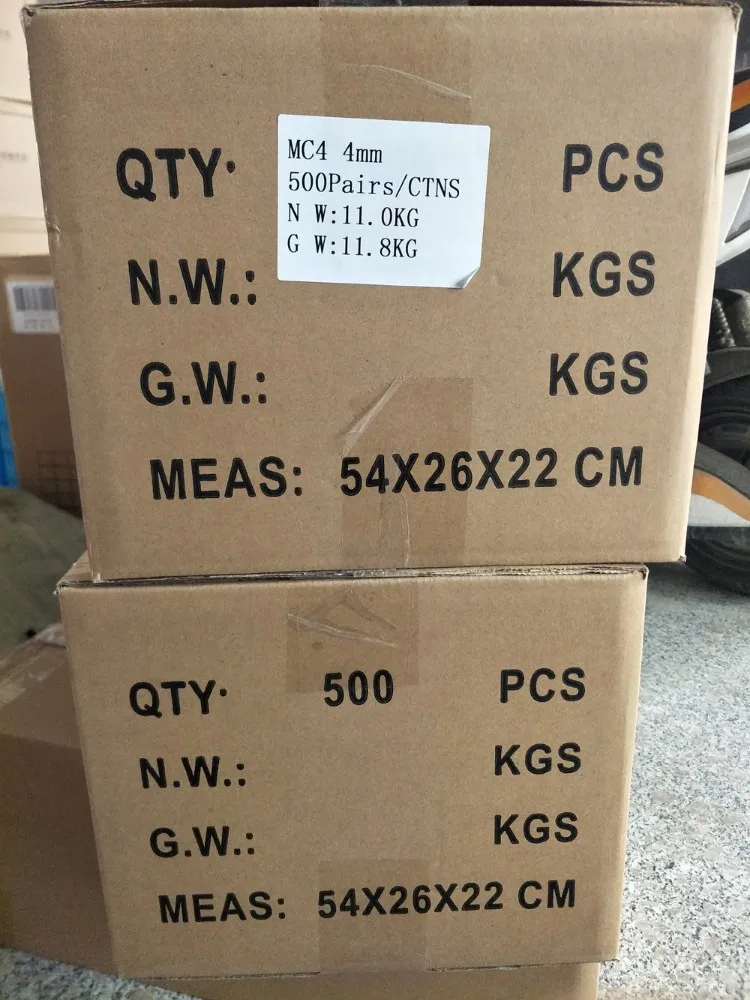 MC4 4mm
500Pairs/CTNS
N W:11.0KG
G W:11.8KG
QTY· PCS
N.W.: KGS
G.W.: KGS
MEAS: 54X26X22 CM
QTY· 500 PCS
N.W.: KGS
G.W.: KGS
MEAS: 54X26X22 CM